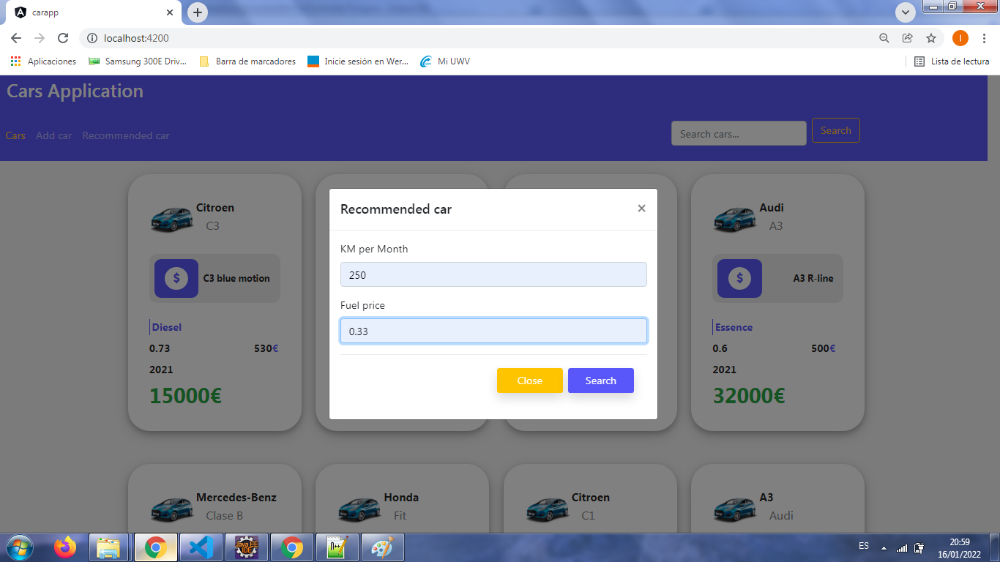 carapp
localhost:4200
I
Aplicaciones
Samsung 300E Driv...
Barra de marcadores
Inicie sesión en Wer...
Mi UWV
Lista de lectura
Cars Application
Cars
Add car
Recommended car
Search cars...
Search
Citroen
C3
$
C3 blue motion
Diesel
0.73
530€
2021
15000€
Recommended car
×
KM per Month
250
Fuel price
0.33
Close
Search
Audi
A3
$
A3 R-line
Essence
0.6
500€
2021
32000€
Mercedes-Benz
Clase B
Honda
Fit
Citroen
C1
A3
Audi
Java EE
IDE
ES
20:59
16/01/2022